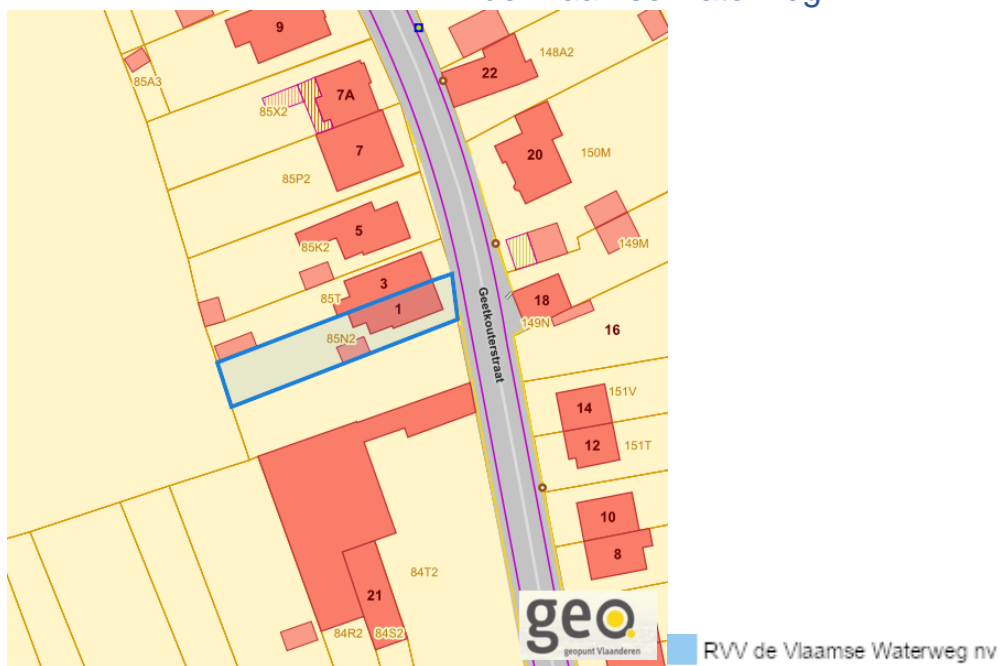 9
148A2
22
85A3
7A
85X2
7
20
150M
85P2
5
85K2
149M
3
85T
1
18
149N
16
85N2
Geetkouterstraat
151V
14
12
151T
10
8
84T2
21
84R2
84S2
geo
geopunt Vlaanderen
RVV de Vlaamse Waterweg nv